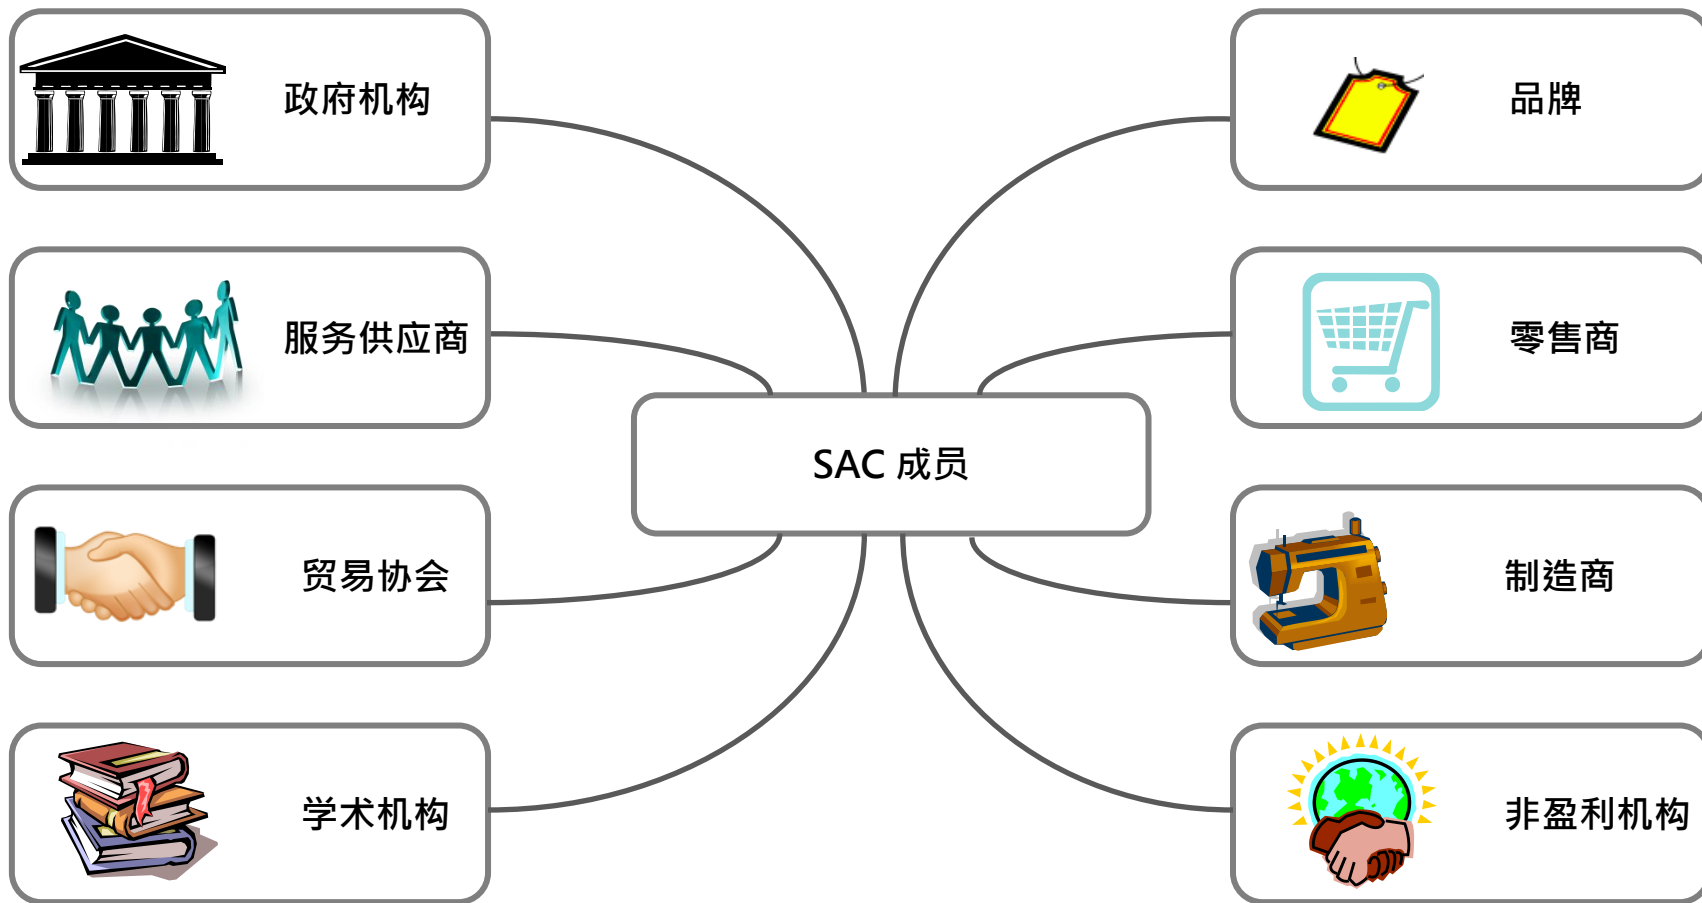 政府机构
品牌
服务供应商
零售商
SAC 成员
贸易协会
制造商
学术机构
非盈利机构